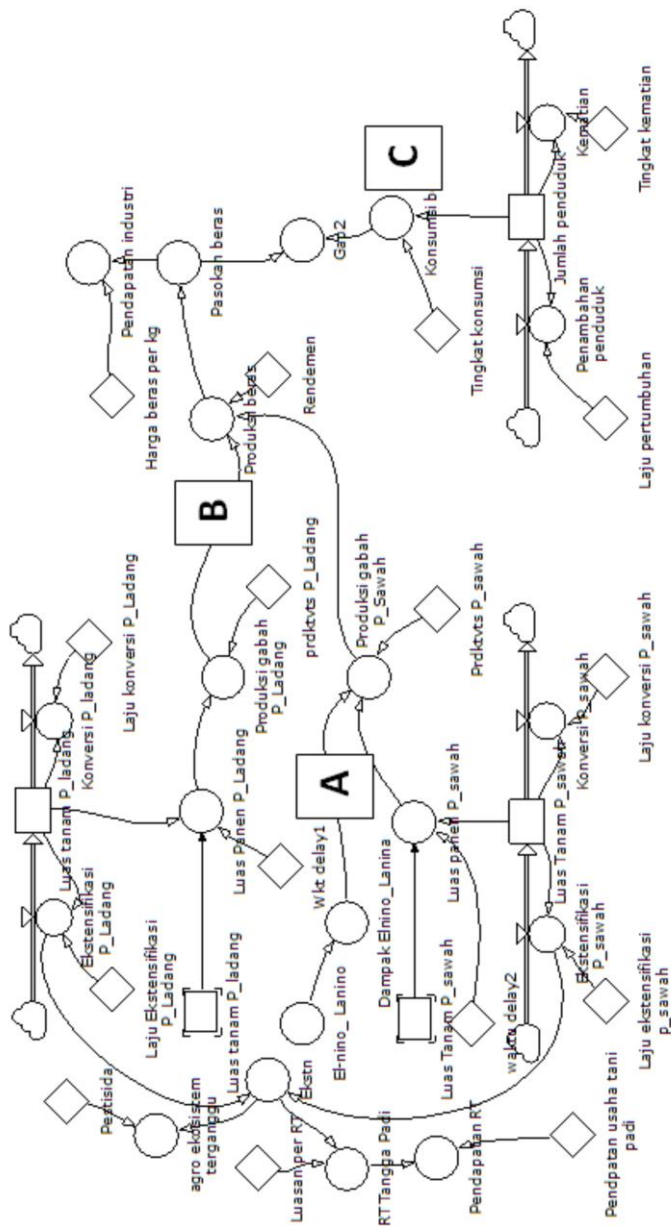 Laju konversi P_Ladang
Konversi P_ladang
Luas tanam P_ladang
Ekstensifikasi
P_Ladang
Laju Ekstensifikasi
P_Ladang
Luas tanam P_ladang
Luas Panen P_Ladang
Produksi gabah
P_Ladang
prdktvts P_Ladang
B
Produksi beras
Rendemen
Harga beras per kg
Pendapatan industri
Pasokan beras
Gap2
Konsumsi b
C
Tingkat konsumsi
Pestisida
agro ekosistem
terganggu
Ekstn
Luasan per RT
RT Tangga Padi
Pendapatan RT
Pendpatan usaha tani
padi
El-nino_ Lanino
Wkt delay1
A
Dampak Elnino_Lanina
Luas Tanam P_sawah
Luas panen P_sawah
Produksi gabah
P_Sawah
Prdktvts P_sawah
waktu delay2
Ekstensifikasi
P_sawah
Laju ekstensifikasi
p_sawah
Luas Tanam P_sawah
Konversi P_sawah
Laju konversi P_sawah
Laju pertumbuhan
Penambahan
penduduk
Jumlah penduduk
Kematian
Tingkat kematian